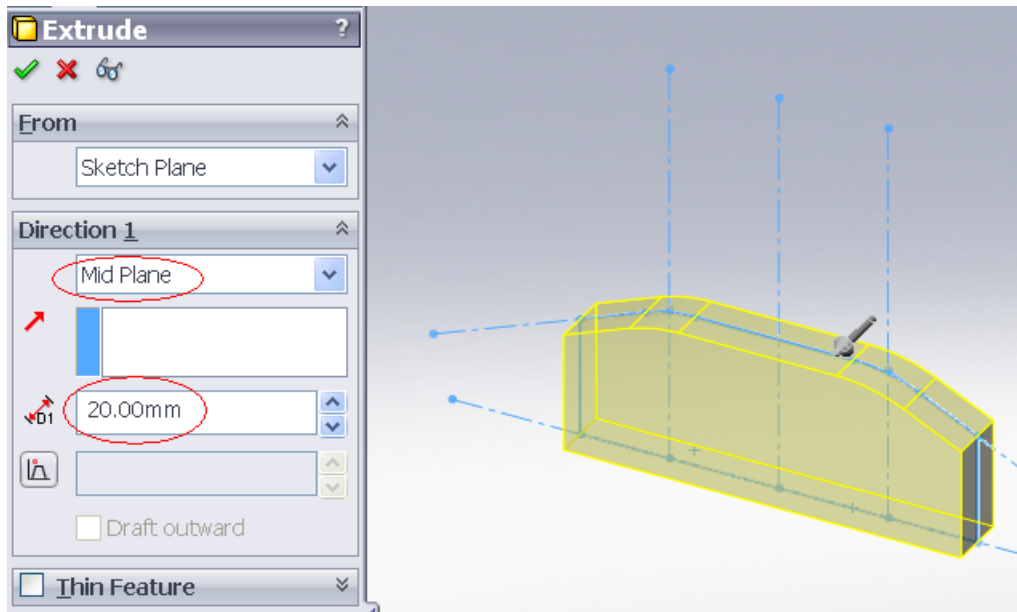 Extrude ?
From
Sketch Plane
Direction 1
Mid Plane
D1
20.00mm
Draft outward
Thin Feature